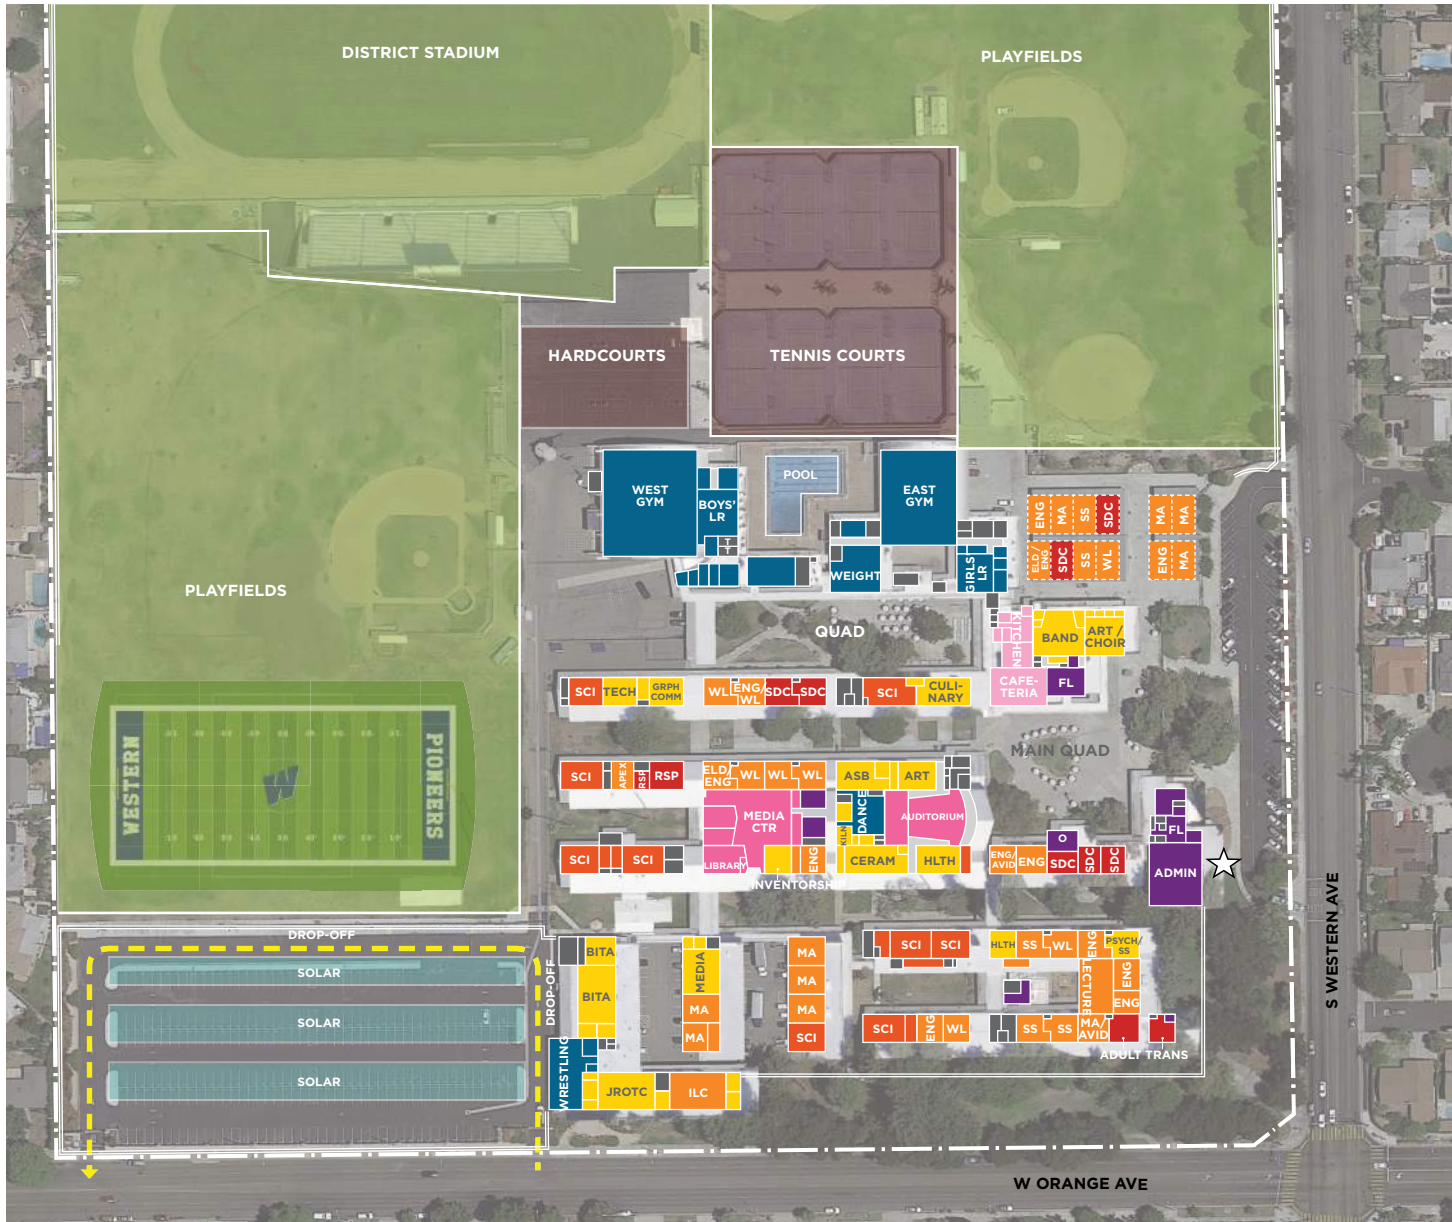 DISTRICT STADIUM
PLAYFIELDS
HARDCOURTS
TENNIS COURTS
PLAYFIELDS
WEST
GYM
BOYS'
LR
POOL
EAST
GYM
WEIGHT
GIRLS'
LR
ENG
MA
SS
SDC
MA
MA
ELD/
ENG
SDC
SS
WL
ENG
MA
QUAD
KITCHEN
BAND
ART /
CHOIR
CAFE-
TERIA
FL
SCI
TECH
GRPH
COMM
WL
ENG/
WL
SDC
SDC
SCI
CULI-
NARY
MAIN QUAD
SCI
APEX
RSP
RSP
ELD/
ENG
WL
WL
WL
ASB
ART
MEDIA
CTR
DANCE
AUDITORIUM
KILN
FL
O
SCI
SCI
LIBRARY
ENG
CERAM
HLTH
ENG/
AVID
ENG
SDC
SDC
SDC
ADMIN
INVENTORSHIP
WESTERN
W
PIONEERS
S WESTERN AVE
DROP-OFF
SOLAR
SOLAR
SOLAR
DROP-OFF
BITA
BITA
MEDIA
MA
MA
MA
MA
MA
SCI
SCI
SCI
HLTH
SS
WL
ENG
PSYCH/
SS
LECTURE
ENG
ENG
SCI
ENG
WL
SS
SS
MA/
AVID
ADULT TRANS
WRESTLING
JROTC
ILC
W ORANGE AVE